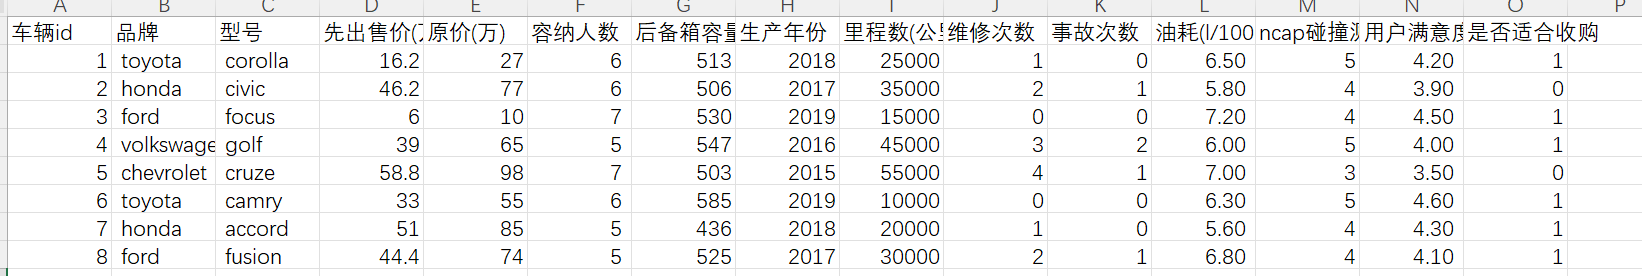 A B C D E F G H I J K L M N O P
车辆id 品牌 型号 先出售价( 原价(万) 容纳人数 后备箱容量 生产年份 里程数(公 维修次数 事故次数 油耗(l/100 ncap碰撞 用户满意度 是否适合收购
1 toyota corolla 16.2 27 6 513 2018 25000 1 0 6.50 5 4.20 1
2 honda civic 46.2 77 6 506 2017 35000 2 1 5.80 4 3.90 0
3 ford focus 6 10 7 530 2019 15000 0 0 7.20 4 4.50 1
4 volkswage golf 39 65 5 547 2016 45000 3 2 6.00 5 4.00 1
5 chevrolet cruze 58.8 98 7 503 2015 55000 4 1 7.00 3 3.50 0
6 toyota camry 33 55 6 585 2019 10000 0 0 6.30 5 4.60 1
7 honda accord 51 85 5 436 2018 20000 1 0 5.60 4 4.30 1
8 ford fusion 44.4 74 5 525 2017 30000 2 1 6.80 4 4.10 1